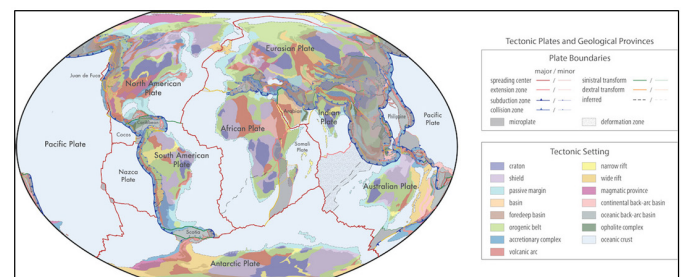 Eurasian Plate
Juan de Fuca
North American
Plate
Arabian
Indian
Plate
Philippine
Pacific
Plate
Cocos
African Plate
Pacific Plate
Somali
Plate
South American
Plate
Nazca
Plate
Australian Plate
Scotia
Antarctic Plate
Tectonic Plates and Geological Provinces
Plate Boundaries
major / minor
spreading center
extension zone
subduction zone
collision zone
sinistral transform
dextral transform
inferred
microplate
deformation zone
Tectonic Setting
craton
shield
passive margin
basin
foredeep basin
orogenic belt
accretionary complex
volcanic arc
narrow rift
wide rift
magmatic province
continental back-arc basin
oceanic back-arc basin
ophiolite complex
oceanic crust